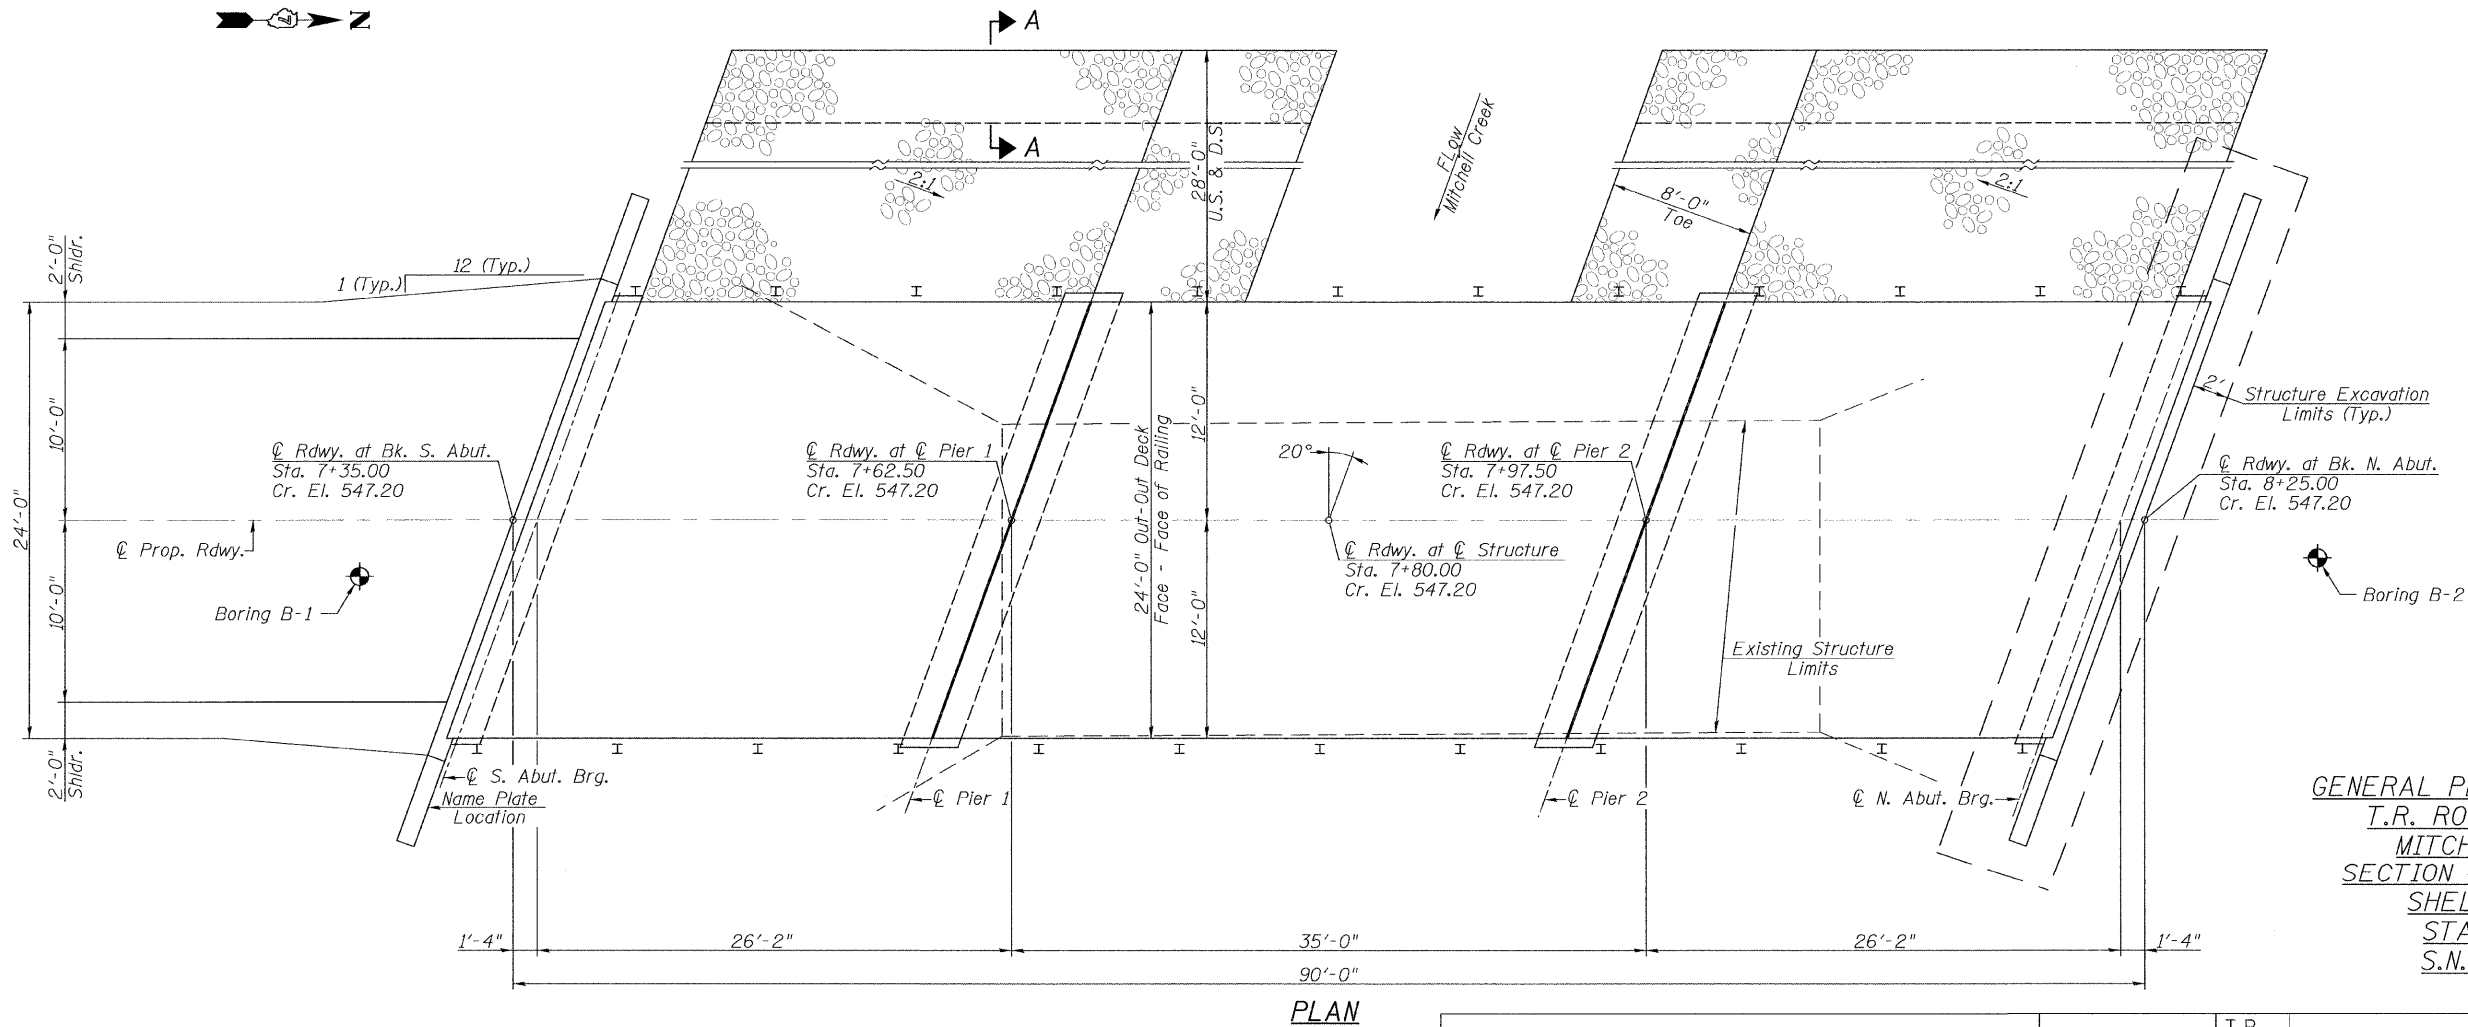 N
A
A
28'-0"
U.S. & D.S.
FLOW
Mitchell Creek
2:1
8'-0"
Toe
2:1
2'-0"
Shldr.
12 (Typ.)
1 (Typ.)
24'-0"
10'-0"
10'-0"
2'-0"
Shldr.
℄ Rdwy. at Bk. S. Abut.
Sta. 7+35.00
Cr. El. 547.20
℄ Rdwy. at ℄ Pier 1
Sta. 7+62.50
Cr. El. 547.20
24'-0" Out-Out Deck
Face - Face of Railing
12'-0"
12'-0"
20°
℄ Rdwy. at ℄ Pier 2
Sta. 7+97.50
Cr. El. 547.20
2'
Structure Excavation
Limits (Typ.)
℄ Rdwy. at Bk. N. Abut.
Sta. 8+25.00
Cr. El. 547.20
℄ Prop. Rdwy.
℄ Rdwy. at ℄ Structure
Sta. 7+80.00
Cr. El. 547.20
Boring B-1
Boring B-2
Existing Structure
Limits
℄ S. Abut. Brg.
Name Plate
Location
℄ Pier 1
℄ Pier 2
℄ N. Abut. Brg.
1'-4"
26'-2"
35'-0"
26'-2"
1'-4"
90'-0"
PLAN
GENERAL PL
T.R. RO
MITCH
SECTION
SHEL
STA
S.N.
T.R.